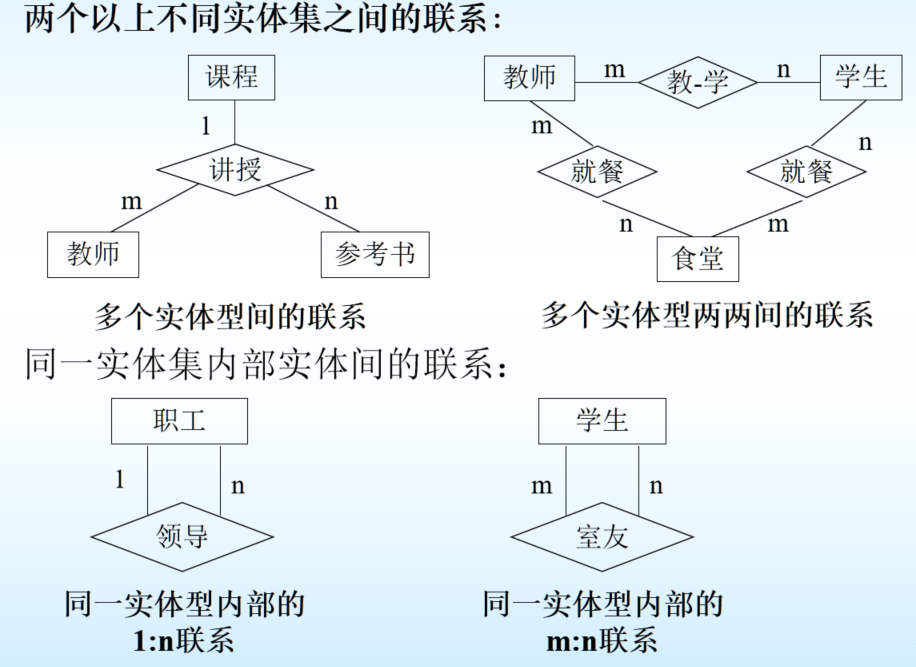 两个以上不同实体集之间的联系:
课程
1
讲授
m
n
教师
参考书
多个实体型间的联系
教师
m
教-学
n
学生
m
n
就餐
就餐
n
m
食堂
多个实体型两两间的联系
同一实体集内部实体间的联系：
职工
1
n
领导
同一实体型内部的
1:n联系
学生
m
n
室友
同一实体型内部的
m:n联系